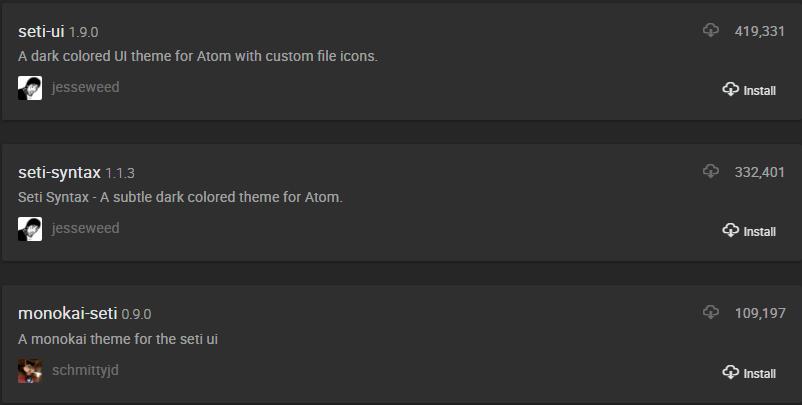 seti-ui 1.9.0 419,331
A dark colored UI theme for Atom with custom file icons.
jesseweed
Install
seti-syntax 1.1.3 332,401
Seti Syntax - A subtle dark colored theme for Atom.
jesseweed
Install
monokai-seti 0.9.0 109,197
A monokai theme for the seti ui
schmittyjd
Install